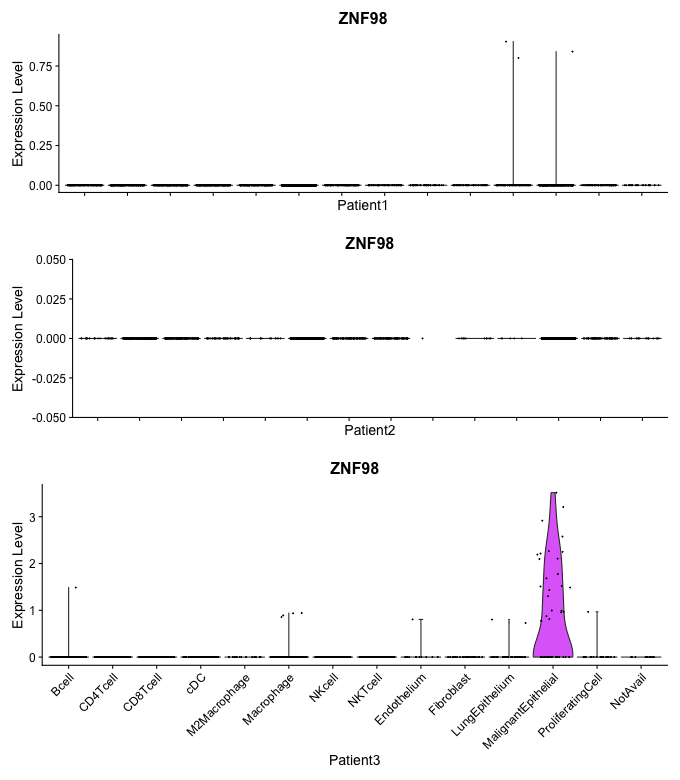 ZNF98
Expression Level
0.75
0.50
0.25
0.00
Patient1
ZNF98
Expression Level
0.050
0.025
0.000
-0.025
-0.050
Patient2
ZNF98
Expression Level
3
2
1
0
Bcell
CD4Tcell
CD8Tcell
cDC
M2Macrophage
Macrophage
NKcell
NKTcell
Endothelium
Fibroblast
LungEpithelium
MalignantEpithelial
ProliferatingCell
NotAvail
Patient3